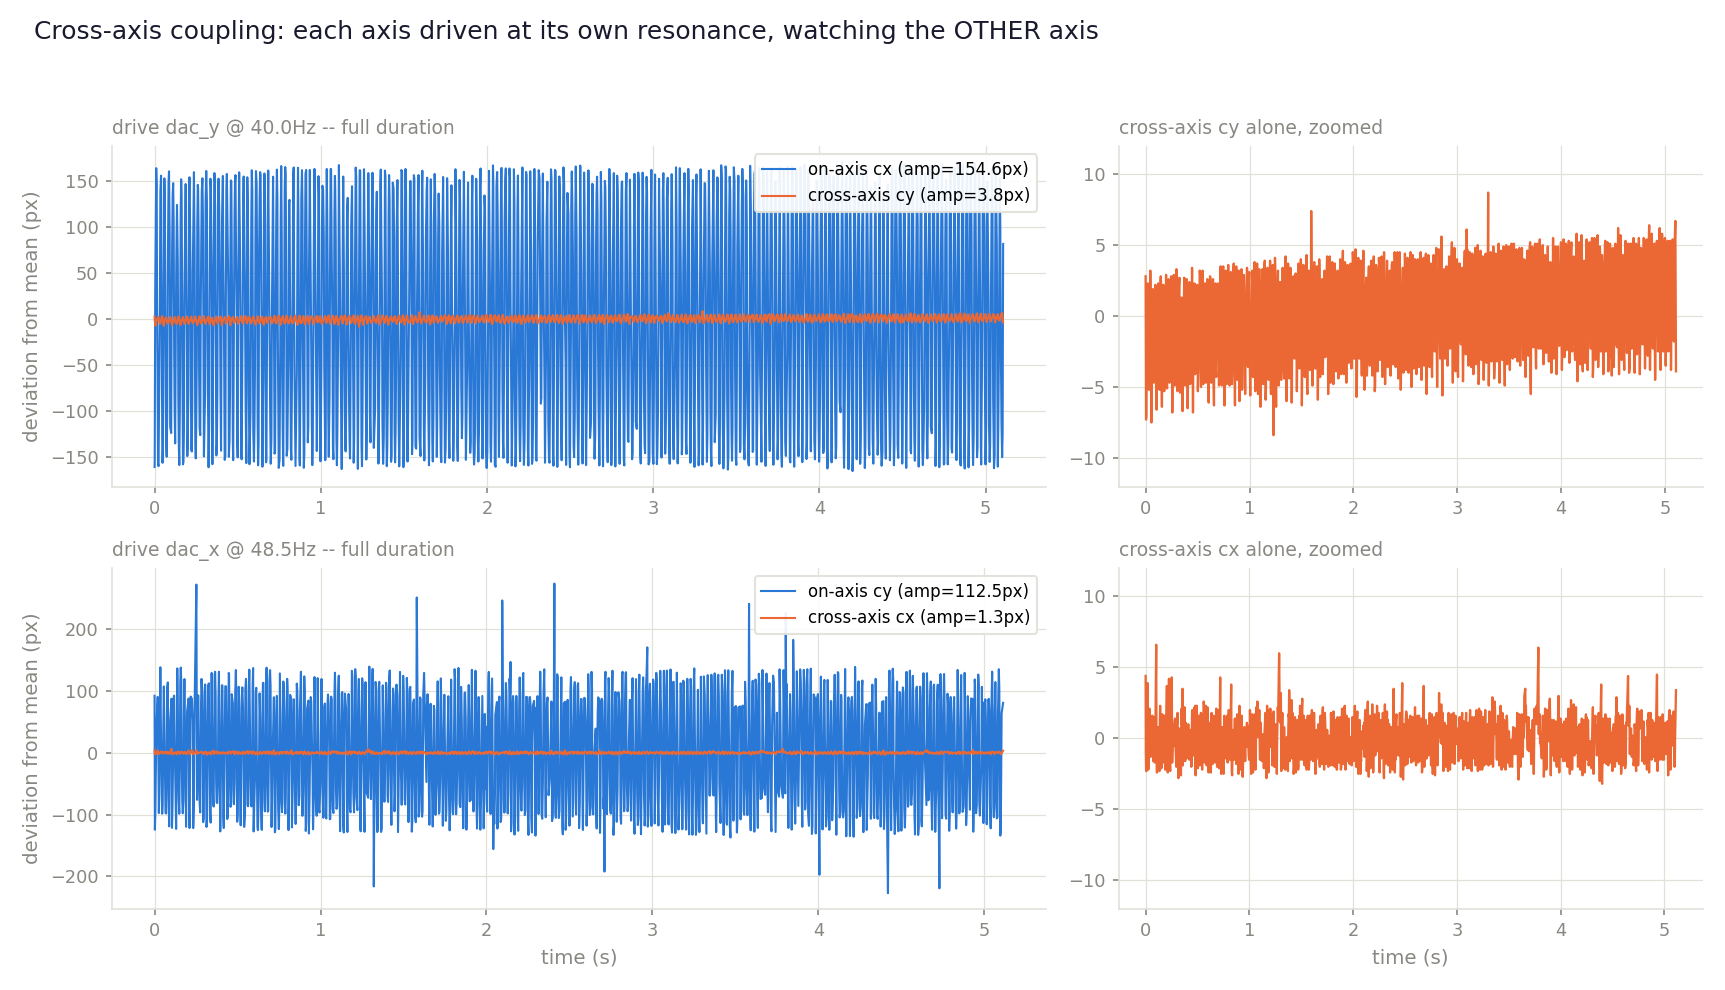 Cross-axis coupling: each axis driven at its own resonance, watching the OTHER axis
drive dac_y @ 40.0Hz -- full duration
deviation from mean (px)
150
100
50
0
−50
−100
−150
on-axis cx (amp=154.6px)
cross-axis cy (amp=3.8px)
0 1 2 3 4 5
cross-axis cy alone, zoomed
10
5
0
−5
−10
0 1 2 3 4 5
drive dac_x @ 48.5Hz -- full duration
deviation from mean (px)
200
100
0
−100
−200
on-axis cy (amp=112.5px)
cross-axis cx (amp=1.3px)
0 1 2 3 4 5
time (s)
cross-axis cx alone, zoomed
10
5
0
−5
−10
0 1 2 3 4 5
time (s)